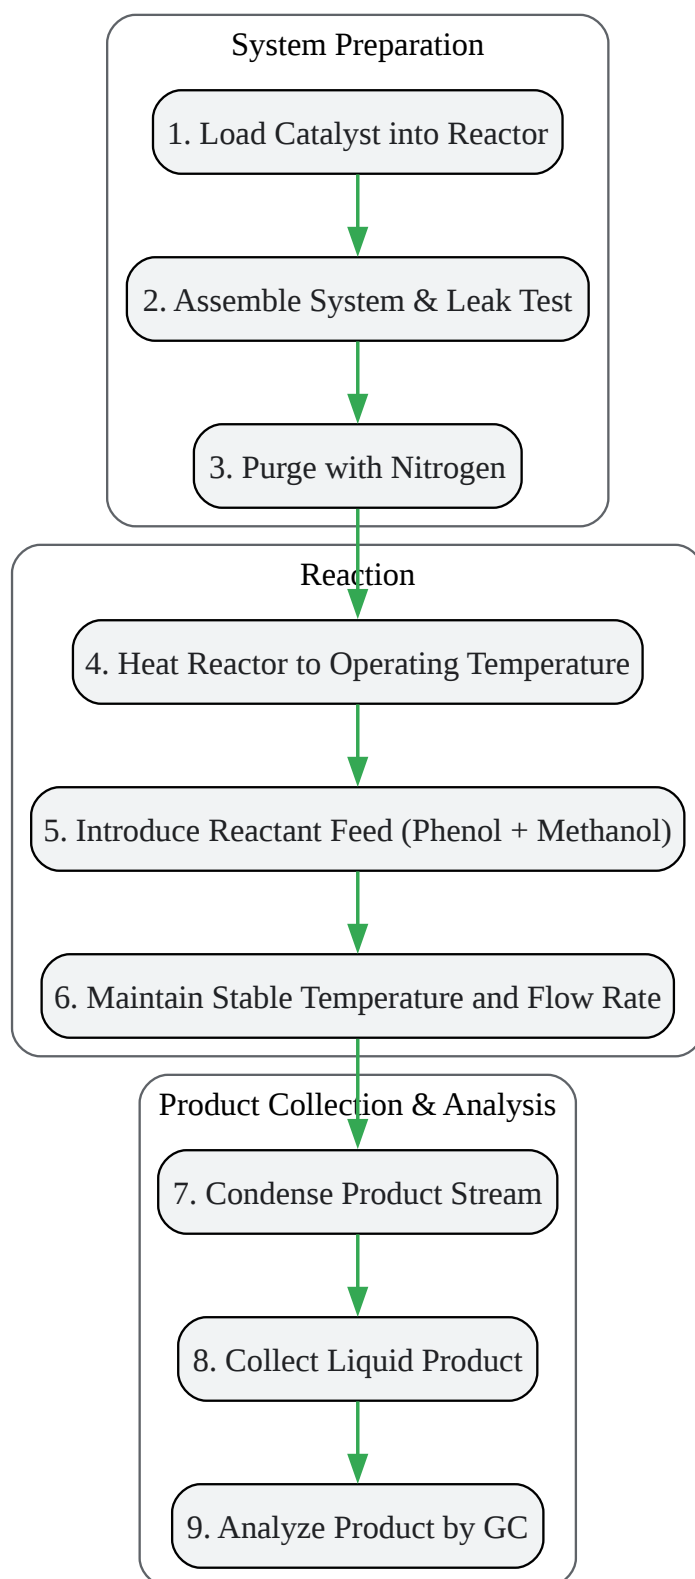 System Preparation
1. Load Catalyst into Reactor
2. Assemble System & Leak Test
3. Purge with Nitrogen
Reaction
4. Heat Reactor to Operating Temperature
5. Introduce Reactant Feed (Phenol + Methanol)
6. Maintain Stable Temperature and Flow Rate
Product Collection & Analysis
7. Condense Product Stream
8. Collect Liquid Product
9. Analyze Product by GC